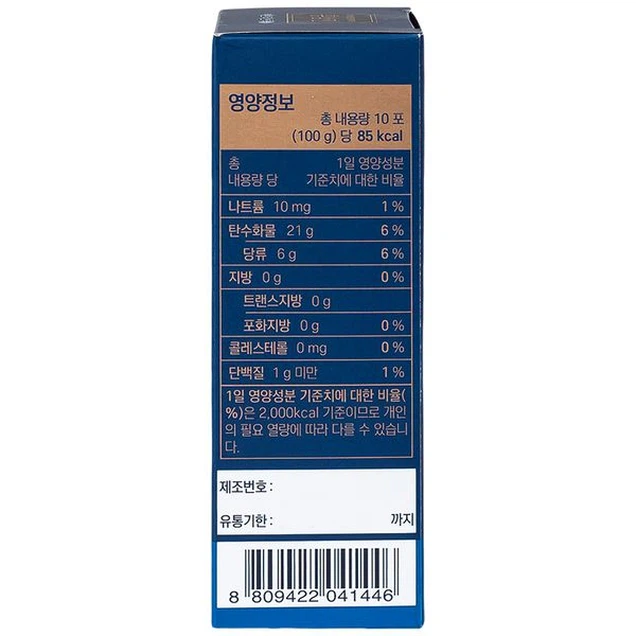 영양정보
총 내용량 10 포
(100 g) 당 85 kcal
총 1일 영양성분
내용량 당 기준치에 대한 비율
나트륨 10 mg 1 %
탄수화물 21 g 6 %
당류 6 g 6 %
지방 0 g 0 %
트랜스지방 0 g
포화지방 0 g 0 %
콜레스테롤 0 mg 0 %
단백질 1 g 미만 1 %
1일 영양성분 기준치에 대한 비율(
%)은 2,000kcal 기준이므로 개인
의 필요 열량에 따라 다를 수 있습니
다.
제조번호 :
유통기한 : 까지
8 809422 041446